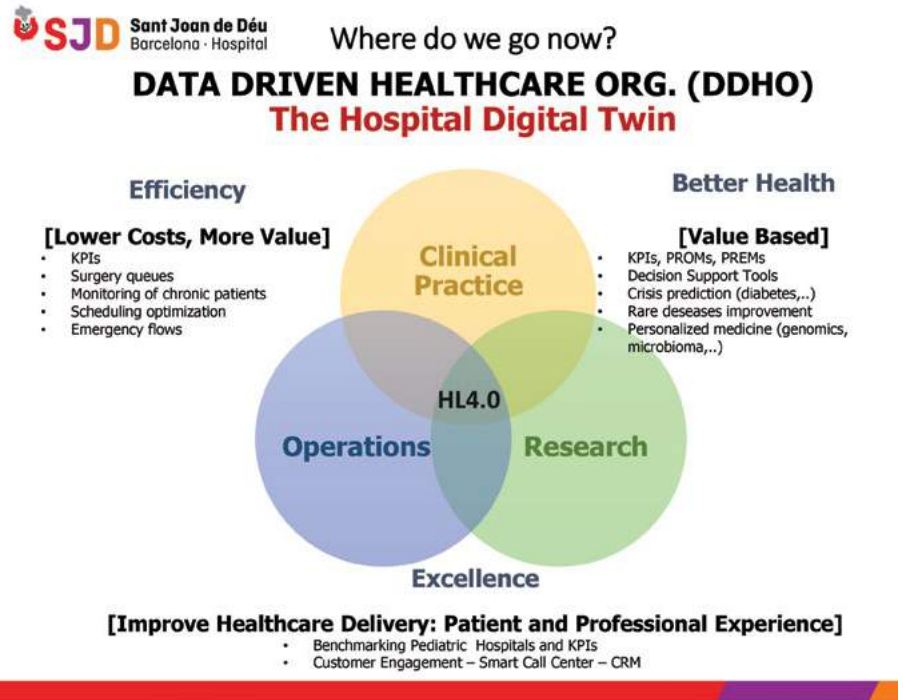 SJD Sant Joan de Déu
Barcelona · Hospital
Where do we go now?
DATA DRIVEN HEALTHCARE ORG. (DDHO)
The Hospital Digital Twin
Efficiency
[Lower Costs, More Value]
• KPIs
• Surgery queues
• Monitoring of chronic patients
• Scheduling optimization
• Emergency flows
Better Health
[Value Based]
• KPIs, PROMs, PREMs
• Decision Support Tools
• Crisis prediction (diabetes,..)
• Rare deseases improvement
• Personalized medicine (genomics,
microbioma,..)
Clinical
Practice
HL4.0
Operations
Research
Excellence
[Improve Healthcare Delivery: Patient and Professional Experience]
• Benchmarking Pediatric Hospitals and KPIs
• Customer Engagement – Smart Call Center – CRM